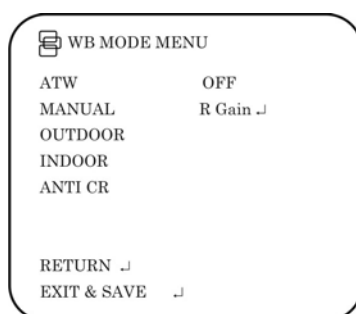 WB MODE MENU
ATW OFF
MANUAL R Gain ↵
OUTDOOR
INDOOR
ANTI CR
RETURN ↵
EXIT & SAVE ↵